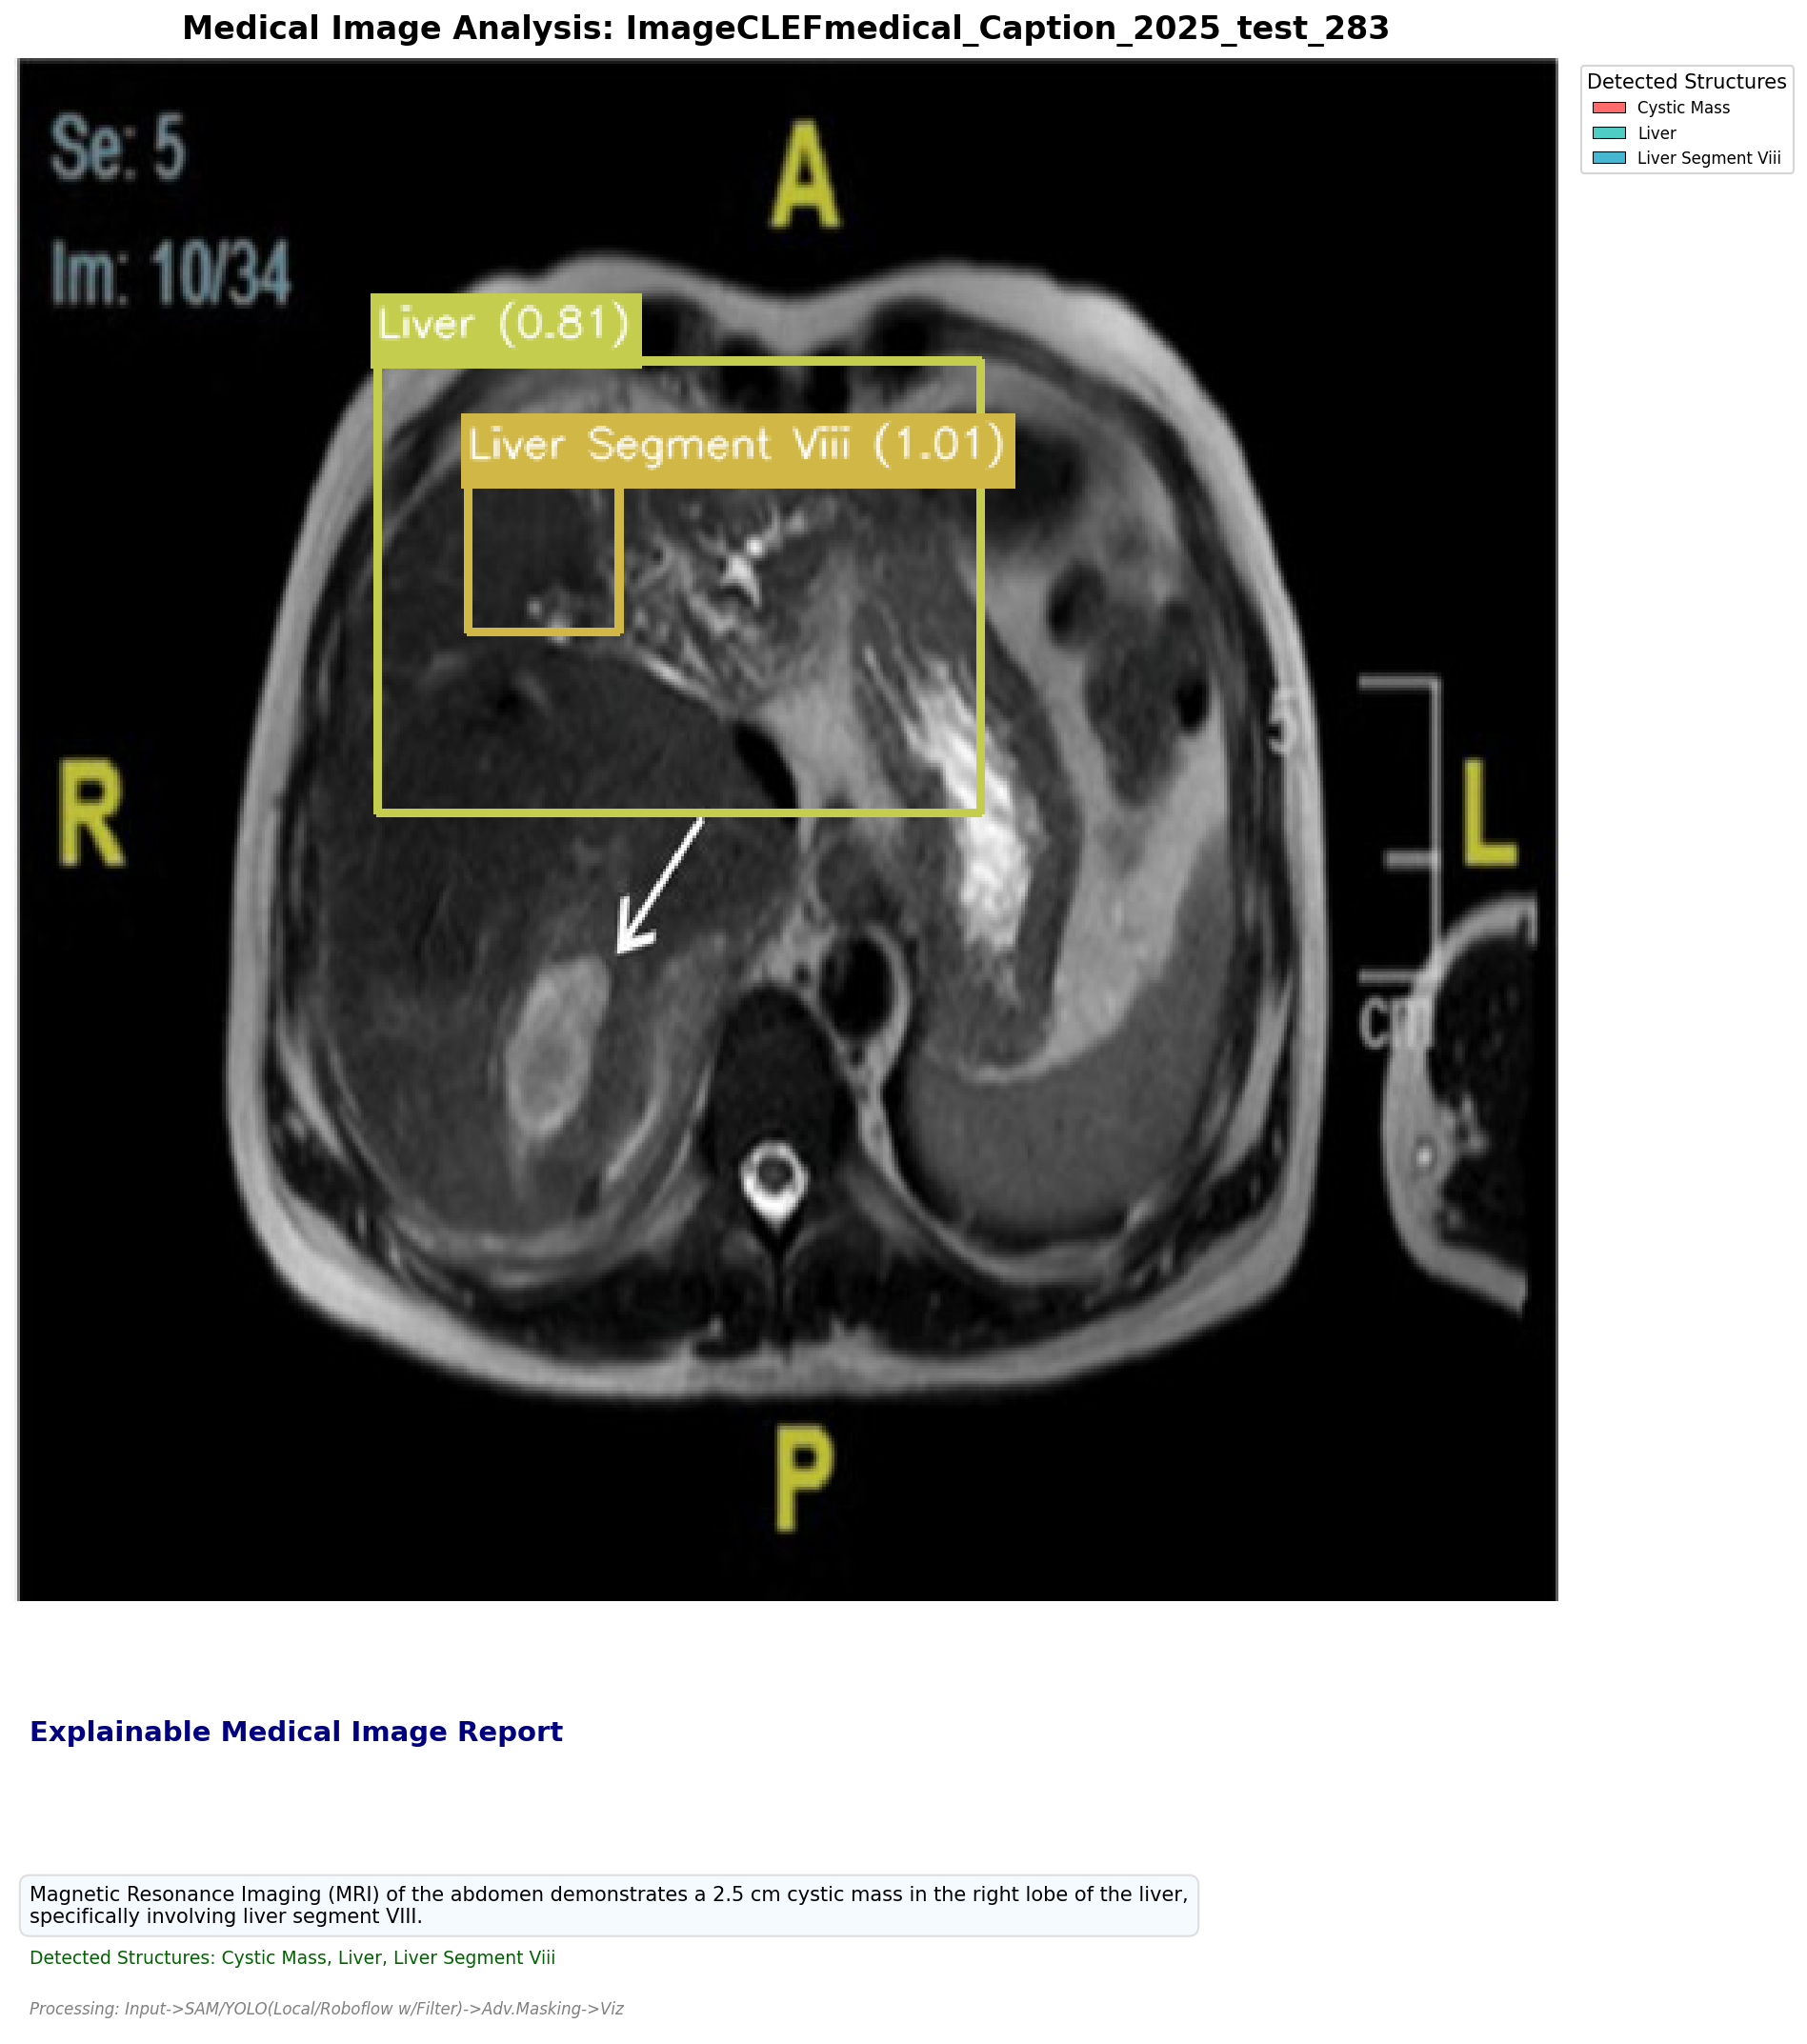 Medical Image Analysis: ImageCLEFmedical_Caption_2025_test_283
Detected Structures
Cystic Mass
Liver
Liver Segment Viii
Se: 5
Im: 10/34
A
Liver (0.81)
Liver Segment Viii (1.01)
5
R
L
cm
P
Explainable Medical Image Report
Magnetic Resonance Imaging (MRI) of the abdomen demonstrates a 2.5 cm cystic mass in the right lobe of the liver,
specifically involving liver segment VIII.
Detected Structures: Cystic Mass, Liver, Liver Segment Viii
Processing: Input->SAM/YOLO(Local/Roboflow w/Filter)->Adv.Masking->Viz